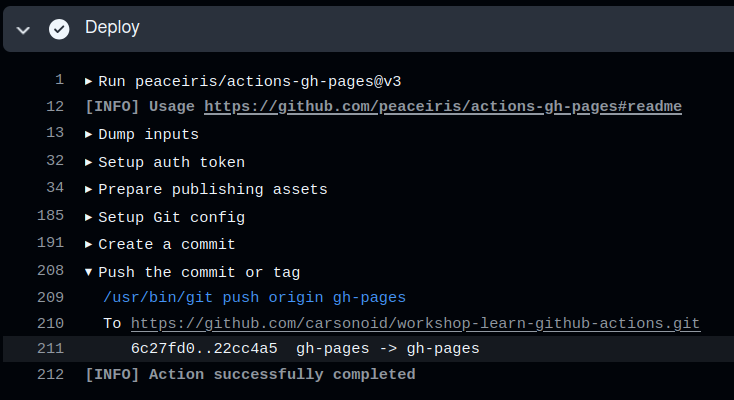 Deploy
1 ▶ Run peaceiris/actions-gh-pages@v3
12 [INFO] Usage https://github.com/peaceiris/actions-gh-pages#readme
13 ▶ Dump inputs
32 ▶ Setup auth token
34 ▶ Prepare publishing assets
185 ▶ Setup Git config
191 ▶ Create a commit
208 ▼ Push the commit or tag
209 /usr/bin/git push origin gh-pages
210 To https://github.com/carsonoid/workshop-learn-github-actions.git
211 6c27fd0..22cc4a5  gh-pages -> gh-pages
212 [INFO] Action successfully completed